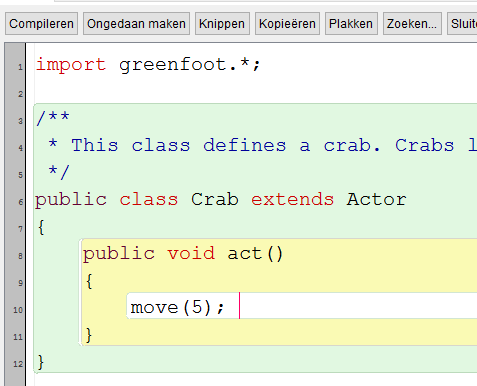 Compileren Ongedaan maken Knippen Kopiëeren Plakken Zoeken... Sluit
1 import greenfoot.*;
2
3 /**
4 * This class defines a crab. Crabs l
5 */
6 public class Crab extends Actor
7 {
8 public void act()
9 {
10 move(5);
11 }
12 }